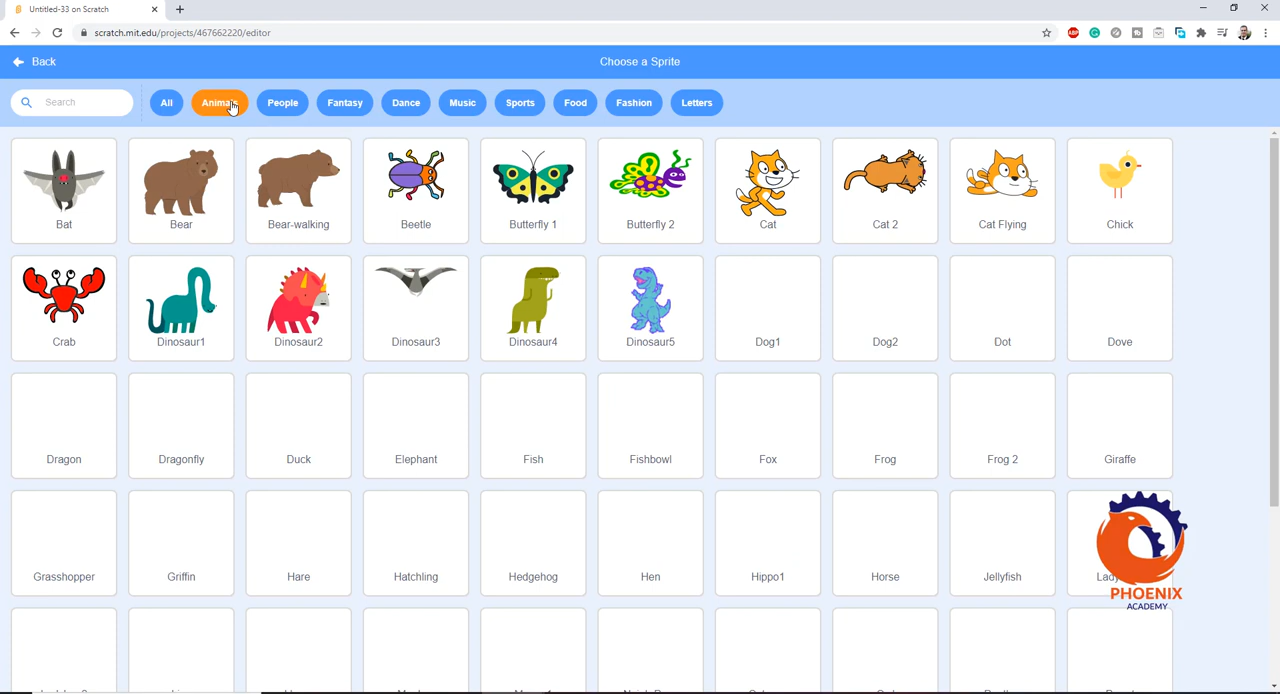 Untitled-33 on Scratch
scratch.mit.edu/projects/467662220/editor
Back
Choose a Sprite
Search
All
Animals
People
Fantasy
Dance
Music
Sports
Food
Fashion
Letters
Bat
Bear
Bear-walking
Beetle
Butterfly 1
Butterfly 2
Cat
Cat 2
Cat Flying
Chick
Crab
Dinosaur1
Dinosaur2
Dinosaur3
Dinosaur4
Dinosaur5
Dog1
Dog2
Dot
Dove
Dragon
Dragonfly
Duck
Elephant
Fish
Fishbowl
Fox
Frog
Frog 2
Giraffe
Grasshopper
Griffin
Hare
Hatchling
Hedgehog
Hen
Hippo1
Horse
Jellyfish
PHOENIX
ACADEMY